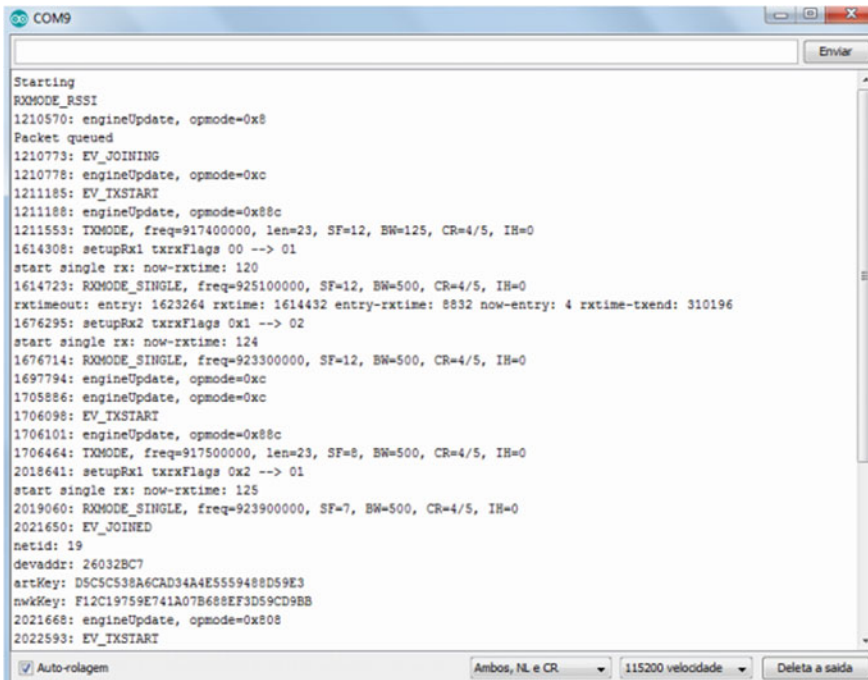 COM9
Enviar
Starting
RXMODE_RSSI
1210570: engineUpdate, opmode=0x8
Packet queued
1210773: EV_JOINING
1210778: engineUpdate, opmode=0xc
1211185: EV_TXSTART
1211188: engineUpdate, opmode=0x88c
1211553: TXMODE, freq=917400000, len=23, SF=12, BW=125, CR=4/5, IH=0
1614308: setupRx1 txrxFlags 00 --> 01
start single rx: now-rxtime: 120
1614723: RXMODE_SINGLE, freq=925100000, SF=12, BW=500, CR=4/5, IH=0
rxtimeout: entry: 1623264 rxtime: 1614432 entry-rxtime: 8832 now-entry: 4 rxtime-txend: 310196
1676295: setupRx2 txrxFlags 0x1 --> 02
start single rx: now-rxtime: 124
1676714: RXMODE_SINGLE, freq=923300000, SF=12, BW=500, CR=4/5, IH=0
1697794: engineUpdate, opmode=0xc
1705886: engineUpdate, opmode=0xc
1706098: EV_TXSTART
1706101: engineUpdate, opmode=0x88c
1706464: TXMODE, freq=917500000, len=23, SF=8, BW=500, CR=4/5, IH=0
2018641: setupRx1 txrxFlags 0x2 --> 01
start single rx: now-rxtime: 125
2019060: RXMODE_SINGLE, freq=923900000, SF=7, BW=500, CR=4/5, IH=0
2021650: EV_JOINED
netid: 19
devaddr: 26032BC7
artKey: D5C5C538A6CAD34A4E5559488D59E3
nwkKey: F12C19759E741A07B688EF3D59CD9BB
2021668: engineUpdate, opmode=0x808
2022593: EV_TXSTART
Auto-rolagem
Ambos, NL e CR
115200 velocidade
Deleta a saida